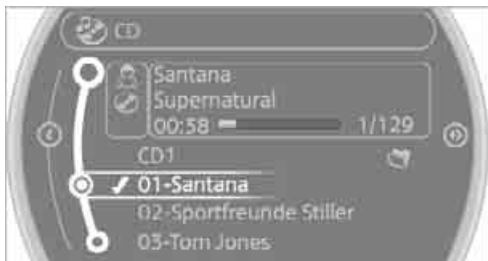 CD
Santana
Supernatural
00:58 1/129
CD1
01-Santana
02-Sportfreunde Stiller
03-Tom Jones